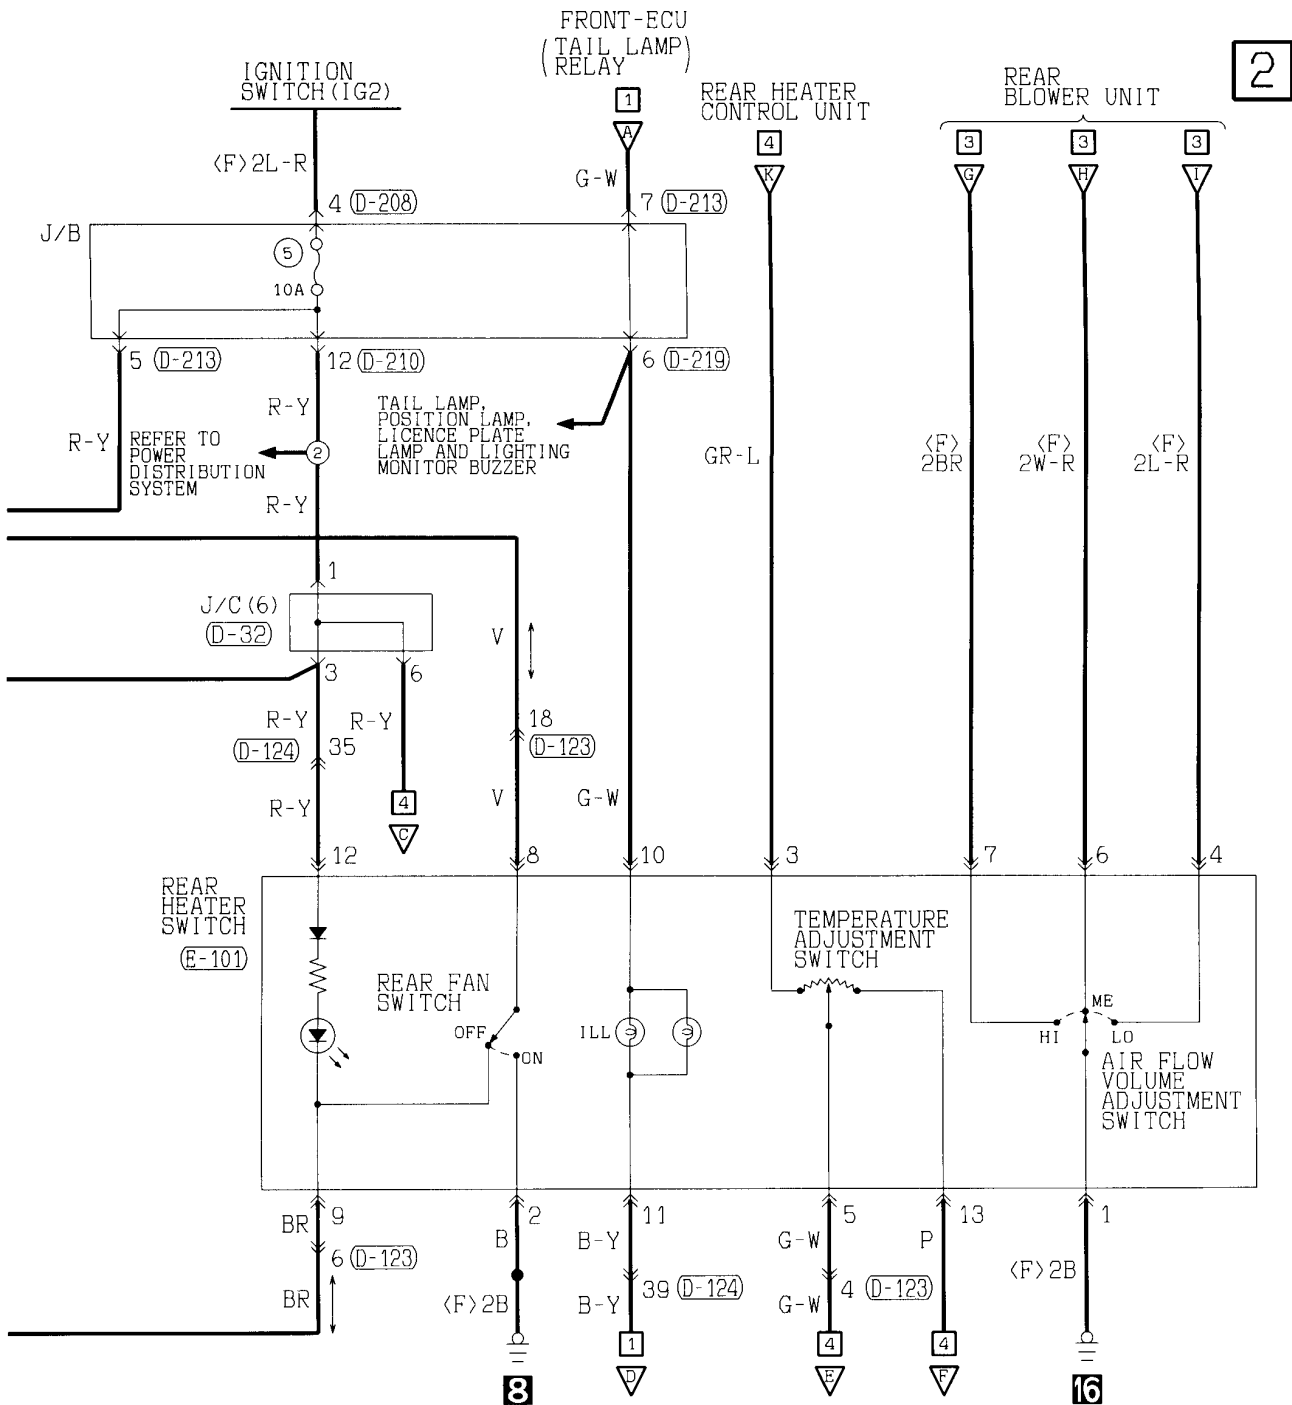 FRONT-ECU
(TAIL LAMP)
RELAY
2
IGNITION
SWITCH(IG2)
REAR HEATER
CONTROL UNIT
REAR
BLOWER UNIT
1
A
4
K
3
G
3
H
3
I
<F>2L-R
G-W
4 (D-208)
7 (D-213)
J/B
5
10A
5 (D-213)
12 (D-210)
6 (D-219)
R-Y
TAIL LAMP,
POSITION LAMP,
LICENCE PLATE
LAMP AND LIGHTING
MONITOR BUZZER
R-Y
REFER TO
POWER
DISTRIBUTION
SYSTEM
2
R-Y
GR-L
<F>
2BR
<F>
2W-R
<F>
2L-R
1
J/C(6)
(D-32)
3
6
V
R-Y
R-Y
18
(D-123)
(D-124) 35
R-Y
4
C
V
G-W
12
8
10
3
7
6
4
REAR
HEATER
SWITCH
(E-101)
REAR FAN
SWITCH
OFF
ON
ILL
TEMPERATURE
ADJUSTMENT
SWITCH
ME
HI
LO
AIR FLOW
VOLUME
ADJUSTMENT
SWITCH
9
2
11
5
13
1
BR
B
B-Y
G-W
P
6 (D-123)
39 (D-124)
4 (D-123)
<F>2B
BR
<F>2B
B-Y
G-W
1
D
4
E
4
F
8
16